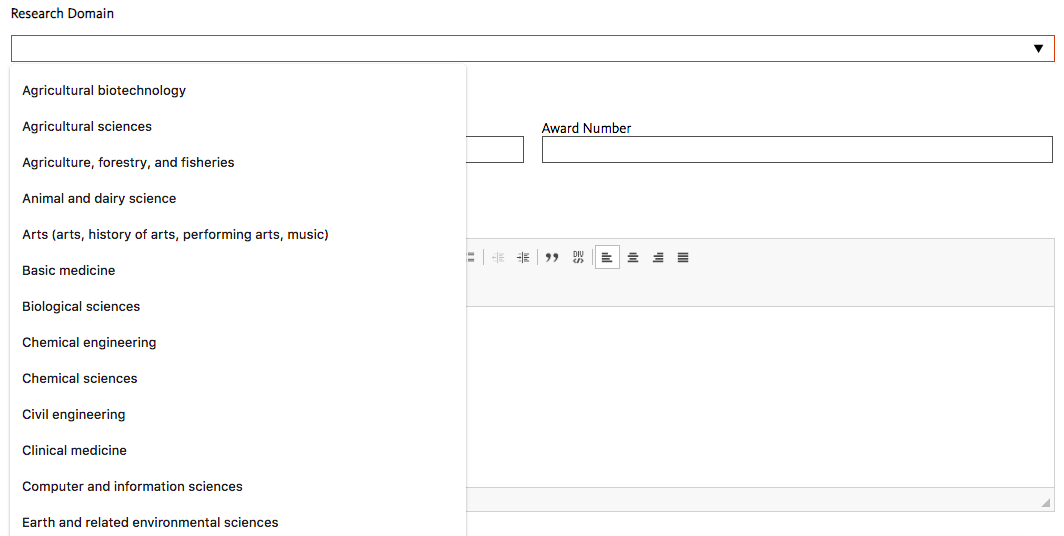 Research Domain
Agricultural biotechnology
Agricultural sciences
Agriculture, forestry, and fisheries
Award Number
Animal and dairy science
Arts (arts, history of arts, performing arts, music)
DIV
Basic medicine
Biological sciences
Chemical engineering
Chemical sciences
Civil engineering
Clinical medicine
Computer and information sciences
Earth and related environmental sciences